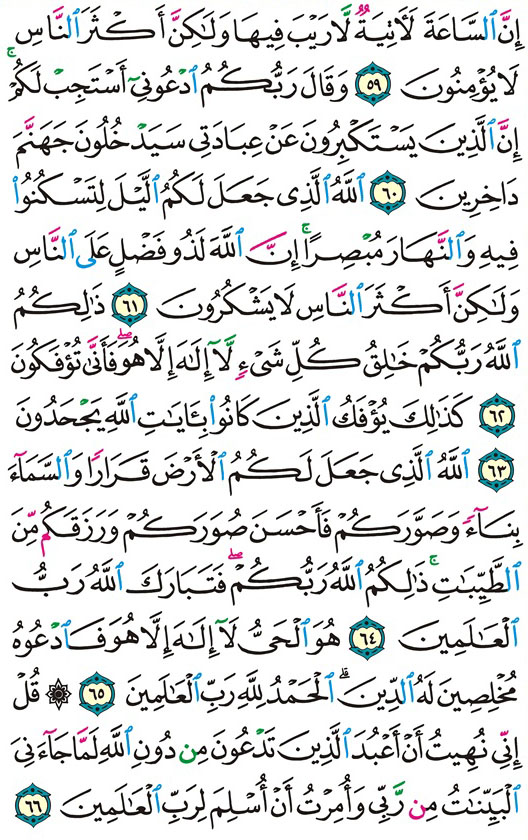 إِنَّ ٱلسَّاعَةَ لَأٓتِيَةٌ لَّا رَيْبَ فِيهَا وَلَـٰكِنَّ أَكْثَرَ ٱلنَّاسِ
لَا يُؤْمِنُونَ ٥٩ وَقَالَ رَبُّكُمُ ٱدْعُونِىٓ أَسْتَجِبْ لَكُمْ ۚ
إِنَّ ٱلَّذِينَ يَسْتَكْبِرُونَ عَنْ عِبَادَتِى سَيَدْخُلُونَ جَهَنَّمَ
دَاخِرِينَ ٦٠ ٱللَّهُ ٱلَّذِى جَعَلَ لَكُمُ ٱلَّيْلَ لِتَسْكُنُوا۟
فِيهِ وَٱلنَّهَارَ مُبْصِرًا ۚ إِنَّ ٱللَّهَ لَذُو فَضْلٍ عَلَى ٱلنَّاسِ
وَلَـٰكِنَّ أَكْثَرَ ٱلنَّاسِ لَا يَشْكُرُونَ ٦١ ذَٰلِكُمُ
ٱللَّهُ رَبُّكُمْ خَـٰلِقُ كُلِّ شَىْءٍ لَّآ إِلَـٰهَ إِلَّا هُوَ ۖ فَأَنَّىٰ تُؤْفَكُونَ
٦٢ كَذَٰلِكَ يُؤْفَكُ ٱلَّذِينَ كَانُوا۟ بِـَٔايَـٰتِ ٱللَّهِ يَجْحَدُونَ
٦٣ ٱللَّهُ ٱلَّذِى جَعَلَ لَكُمُ ٱلْأَرْضَ قَرَارًا وَٱلسَّمَآءَ
بِنَآءً وَصَوَّرَكُمْ فَأَحْسَنَ صُوَرَكُمْ وَرَزَقَكُم مِّنَ
ٱلطَّيِّبَـٰتِ ۚ ذَٰلِكُمُ ٱللَّهُ رَبُّكُمْ ۖ فَتَبَارَكَ ٱللَّهُ رَبُّ
ٱلْعَـٰلَمِينَ ٦٤ هُوَ ٱلْحَىُّ لَآ إِلَـٰهَ إِلَّا هُوَ فَٱدْعُوهُ
مُخْلِصِينَ لَهُ ٱلدِّينَ ۗ ٱلْحَمْدُ لِلَّهِ رَبِّ ٱلْعَـٰلَمِينَ ٦٥ ۞ قُلْ
إِنِّى نُهِيتُ أَنْ أَعْبُدَ ٱلَّذِينَ تَدْعُونَ مِن دُونِ ٱللَّهِ لَمَّا جَآءَنِىَ
ٱلْبَيِّنَـٰتُ مِن رَّبِّى وَأُمِرْتُ أَنْ أُسْلِمَ لِرَبِّ ٱلْعَـٰلَمِينَ ٦٦